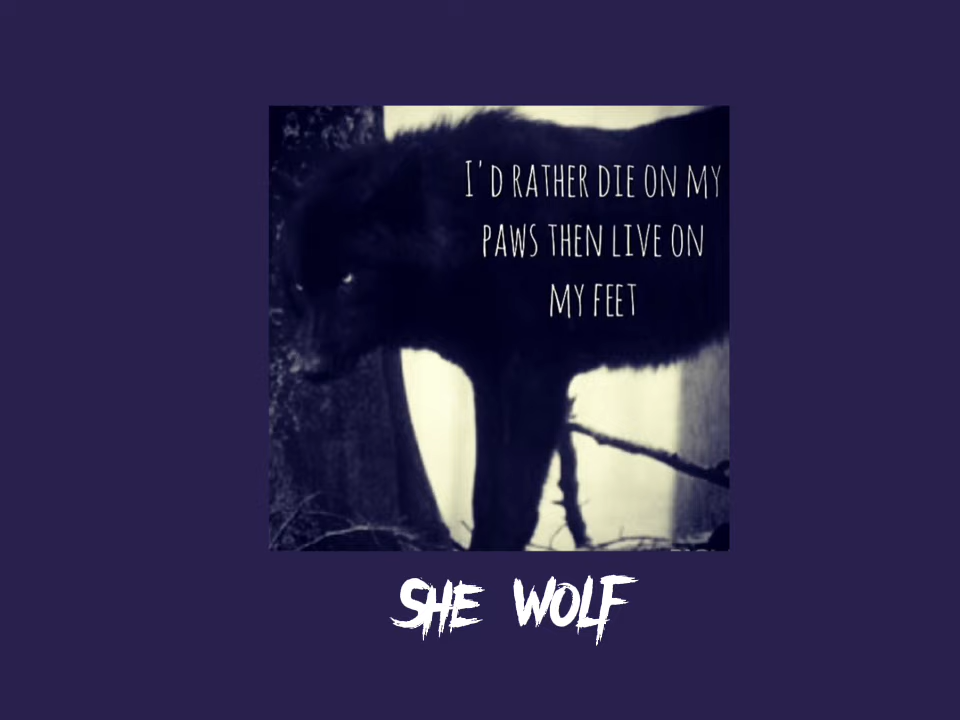 I'D RATHER DIE ON MY
PAWS THEN LIVE ON
MY FEET
SHE WOLF